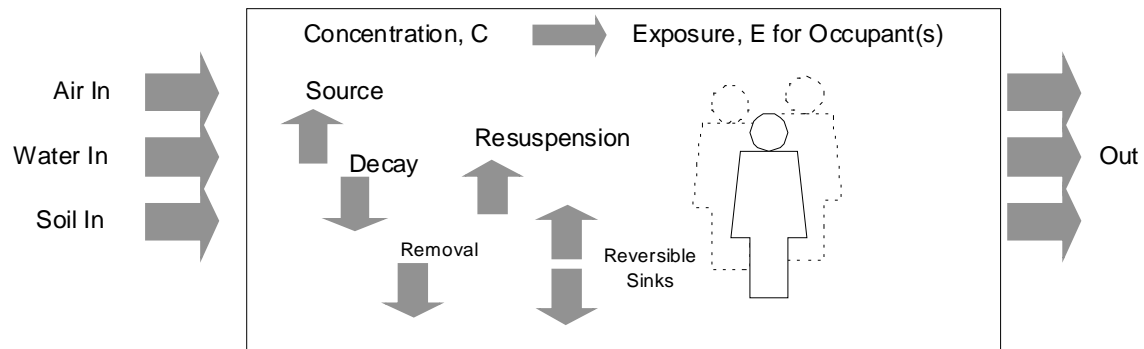 Concentration, C
Exposure, E for Occupant(s)
Air In
Source
Resuspension
Water In
Decay
Out
Soil In
Removal
Reversible
Sinks